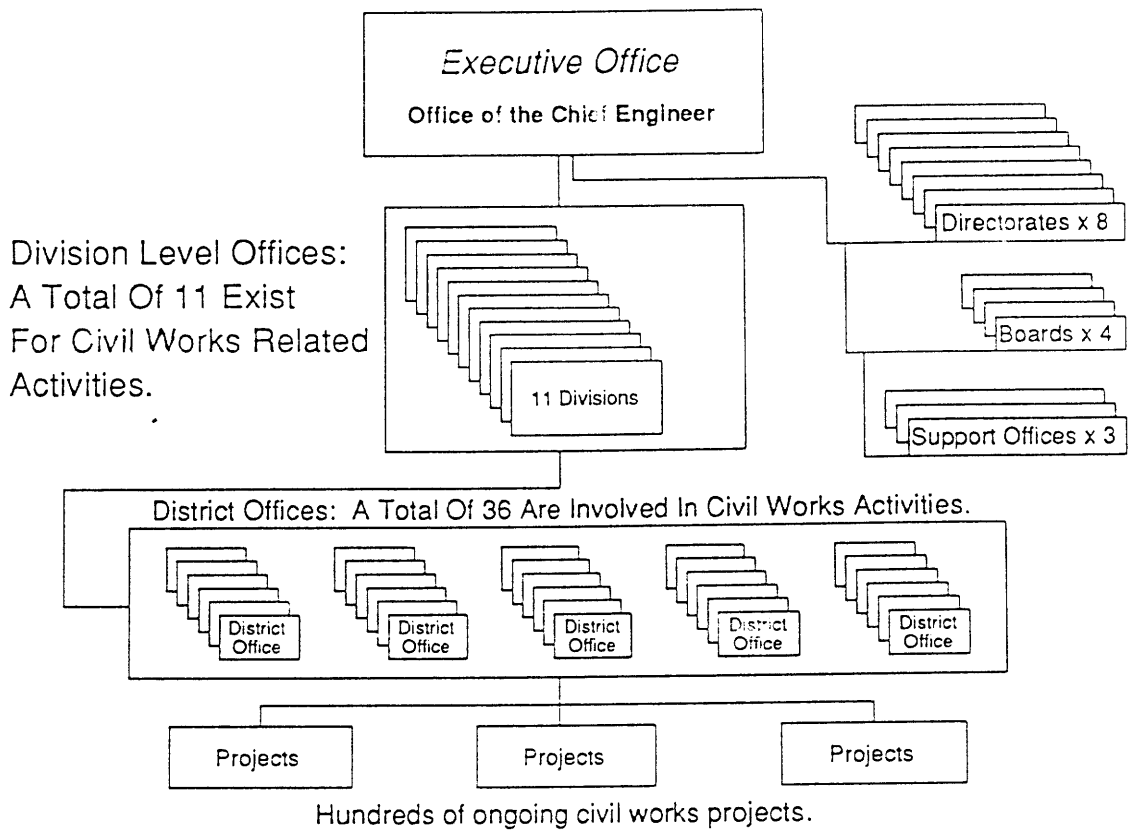 Executive Office
Office of the Chief Engineer
Directorates x 8
Boards x 4
Support Offices x 3
Division Level Offices:
A Total Of 11 Exist
For Civil Works Related
Activities.
11 Divisions
District Offices: A Total Of 36 Are Involved In Civil Works Activities.
District
Office
District
Office
District
Office
District
Office
District
Office
Projects
Projects
Projects
Hundreds of ongoing civil works projects.